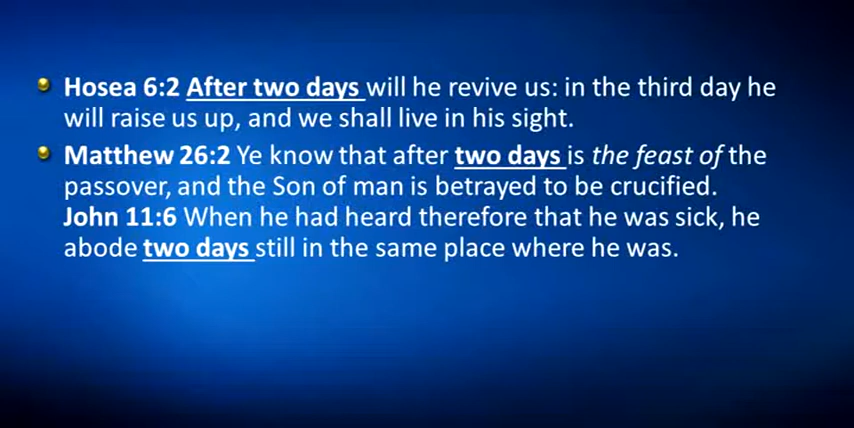 Hosea 6:2 After two days will he revive us: in the third day he
will raise us up, and we shall live in his sight.
Matthew 26:2 Ye know that after two days is the feast of the
passover, and the Son of man is betrayed to be crucified.
John 11:6 When he had heard therefore that he was sick, he
abode two days still in the same place where he was.